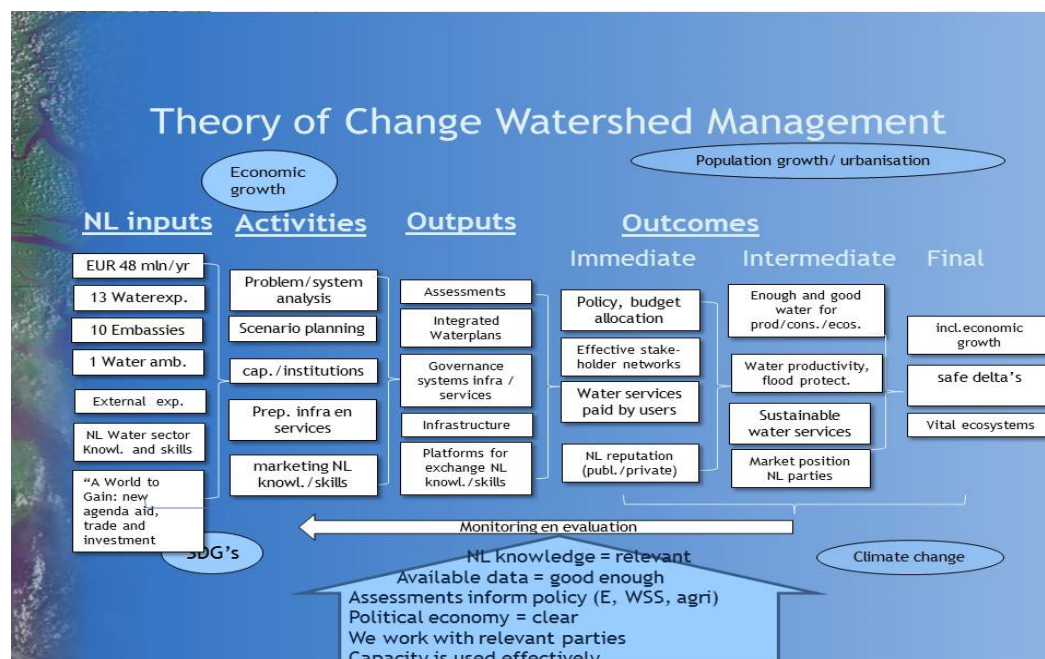 Theory of Change Watershed Management
Economic
growth
Population growth/ urbanisation
NL inputs
Activities
Outputs
Outcomes
Immediate
Intermediate
Final
EUR 48 mln/yr
13 Waterexp.
10 Embassies
1 Water amb.
External exp.
NL Water sector
Knowl. and skills
“A World to
Gain: new
agenda aid,
trade and
investment
Problem/system
analysis
Scenario planning
cap./institutions
Prep. infra en
services
marketing NL
knowl./skills
Assessments
Integrated
Waterplans
Governance
systems infra /
services
Infrastructure
Platforms for
exchange NL
knowl./skills
Policy, budget
allocation
Effective stake-
holder networks
Water services
paid by users
NL reputation
(publ./private)
Enough and good
water for
prod/cons./ecos.
Water productivity,
flood protect.
Sustainable
water services
Market position
NL parties
incl.economic
growth
safe delta’s
Vital ecosystems
Monitoring en evaluation
SDG’s
Climate change
NL knowledge = relevant
Available data = good enough
Assessments inform policy (E, WSS, agri)
Political economy = clear
We work with relevant parties
Capacity is used effectively